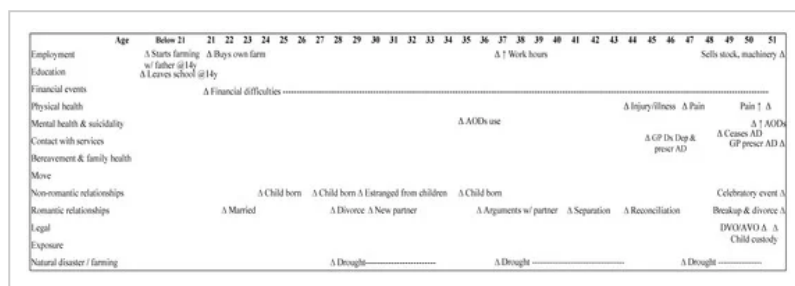 Age Below 21 21 22 23 24 25 26 27 28 29 30 31 32 33 34 35 36 37 38 39 40 41 42 43 44 45 46 47 48 49 50 51
Employment Δ Starts farming Δ Buys own farm Δ ↑ Work hours Sells stock, machinery Δ
w/ father @14y
Education Δ Leaves school @14y
Financial events Δ Financial difficulties
Physical health Δ Injury/illness Δ Pain Pain ↑ Δ
Mental health & suicidality Δ AODs use Δ ↑ AODs
Contact with services Δ GP Dx Dep & Δ Ceases AD
prescr AD GP prescr AD Δ
Bereavement & family health
Move
Non-romantic relationships Δ Child born Δ Child born Δ Estranged from children Δ Child born Celebratory event Δ
Romantic relationships Δ Married Δ Divorce Δ New partner Δ Arguments w/ partner Δ Separation Δ Reconciliation Breakup & divorce Δ
Legal DVO/AVO Δ Δ
Child custody
Exposure
Natural disaster / farming Δ Drought Δ Drought Δ Drought